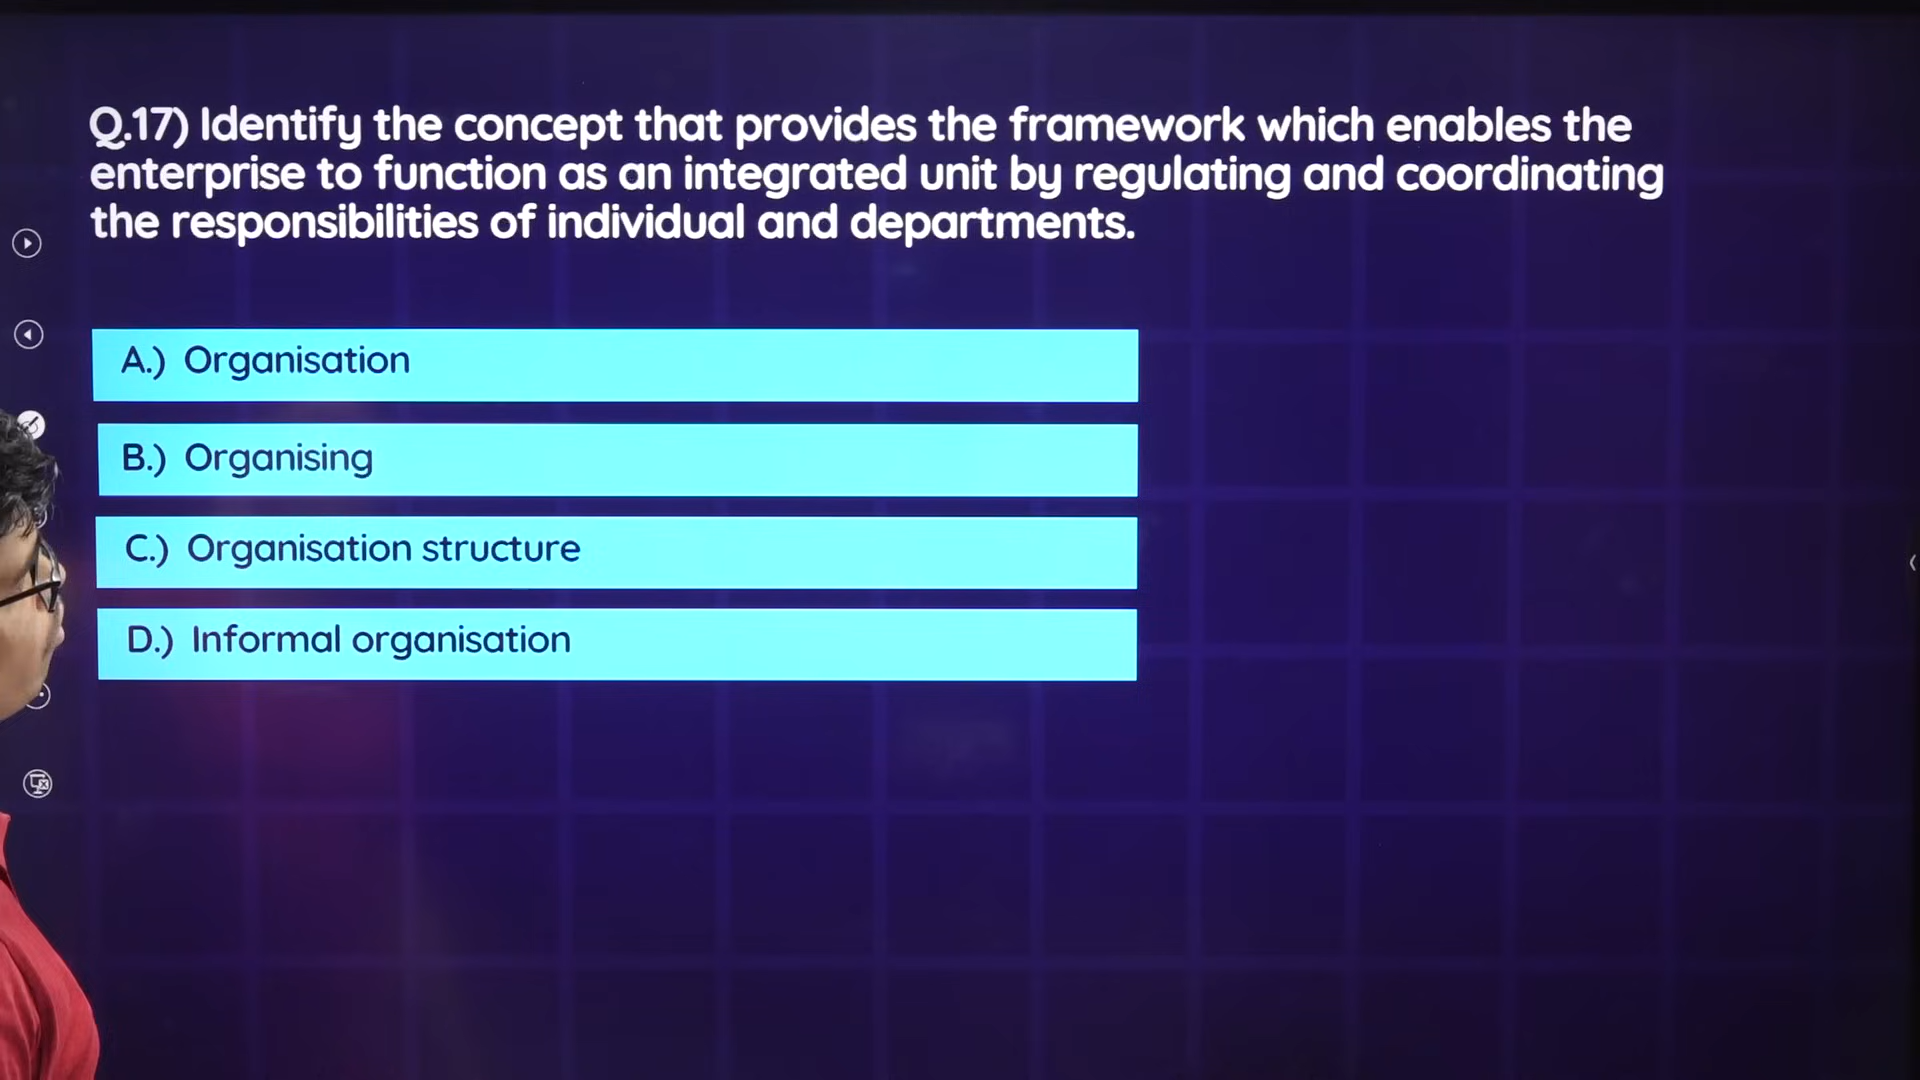 Q.17) Identify the concept that provides the framework which enables the
enterprise to function as an integrated unit by regulating and coordinating
the responsibilities of individual and departments.
A.) Organisation
B.) Organising
C.) Organisation structure
D.) Informal organisation